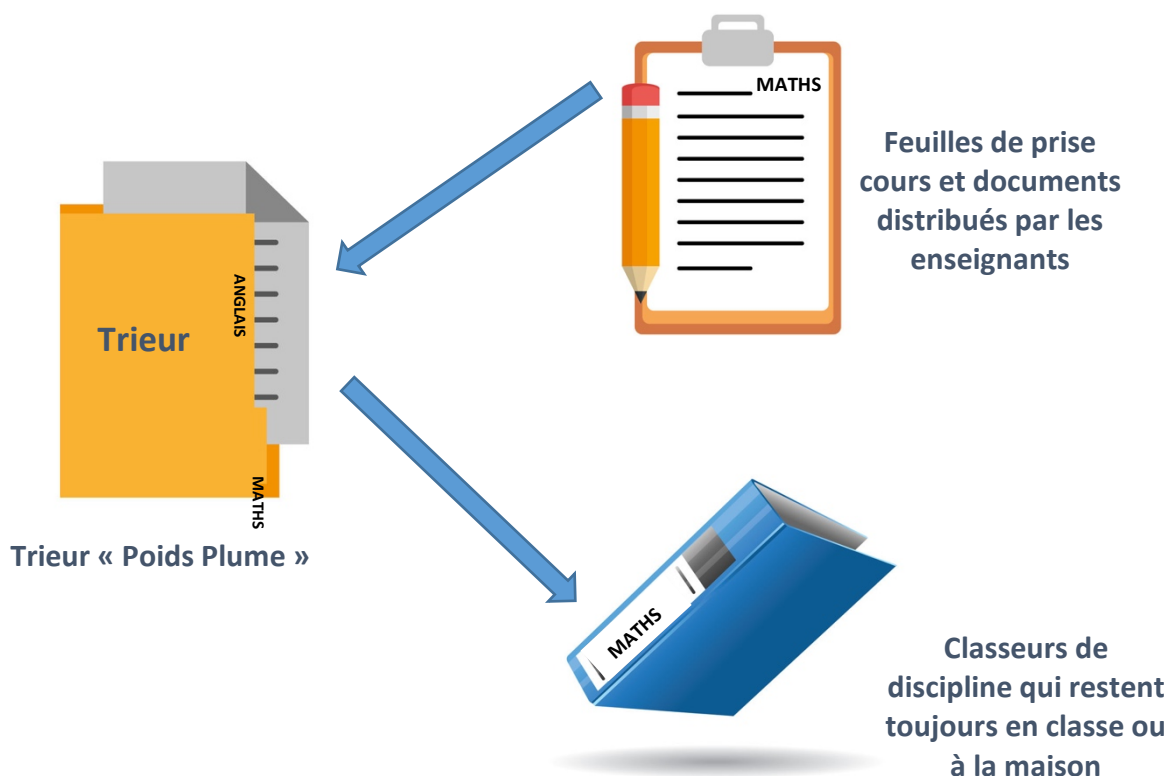 MATHS
Feuilles de prise
cours et documents
distribués par les
enseignants
ANGLAIS
Trieur
MATHS
Trieur « Poids Plume »
MATHS
Classeurs de
discipline qui restent
toujours en classe ou
à la maison